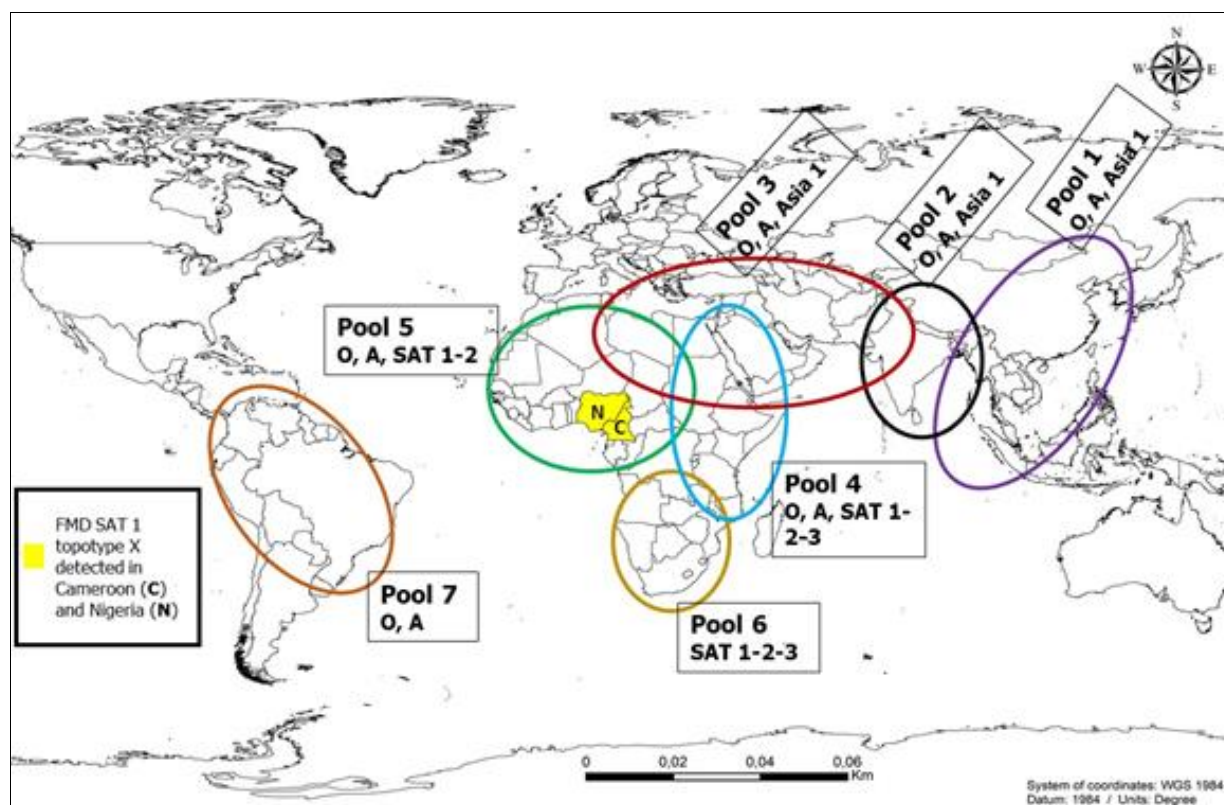 N
W
E
S
Pool 3
O, A, Asia 1
Pool 2
O, A, Asia 1
Pool 1
O, A, Asia 1
Pool 5
O, A, SAT 1-2
N
C
Pool 4
O, A, SAT 1-
2-3
FMD SAT 1
topotype X
detected in
Cameroon (C)
and Nigeria (N)
Pool 7
O, A
Pool 6
SAT 1-2-3
0 0,02 0,04 0,06
Km
System of coordinates: WGS 1984
Datum: 1984 / Units: Degree